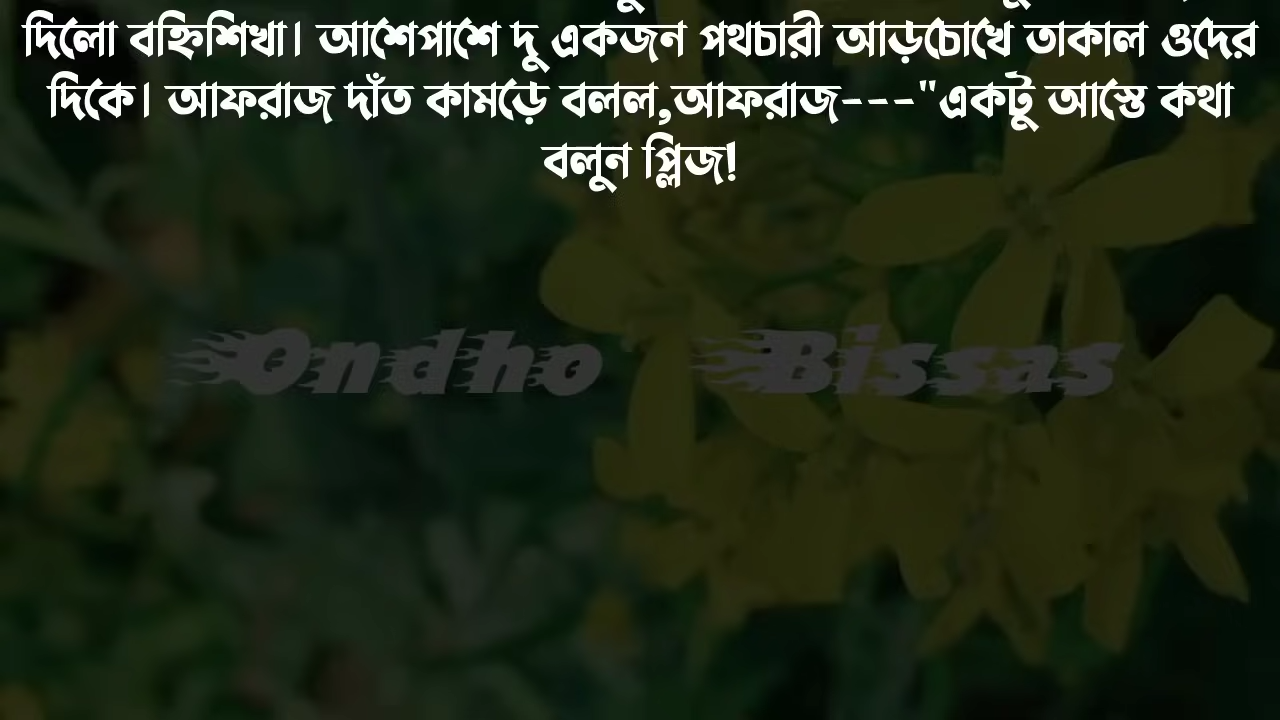 দিলো বহ্নিশিখা। আশেপাশে দু একজন পথচারী আড়চোখে তাকাল ওদের
দিকে। আফরাজ দাঁত কামড়ে বলল,আফরাজ---"একটু আস্তে কথা
বলুন প্লিজ!
Ondho Bissas